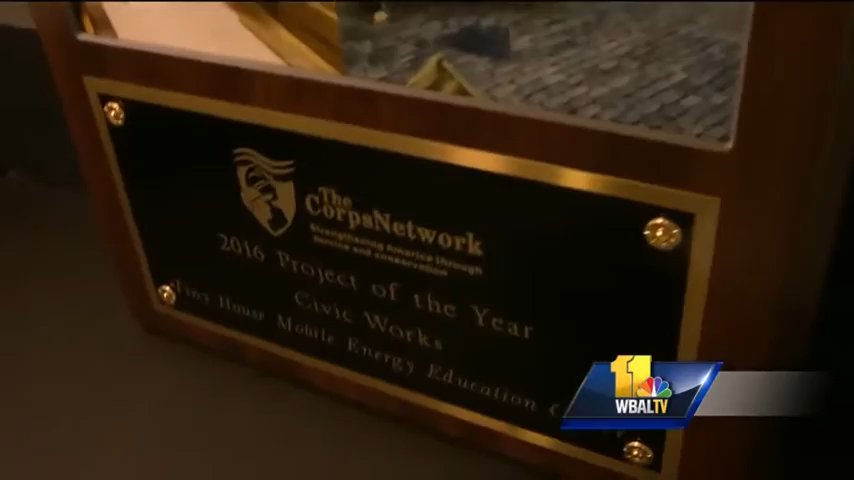 The
CorpsNetwork
Strengthening America through
Service and conservation
2016 Project of the Year
Civic Works
Tiny House Mobile Energy Education
11
WBALTV